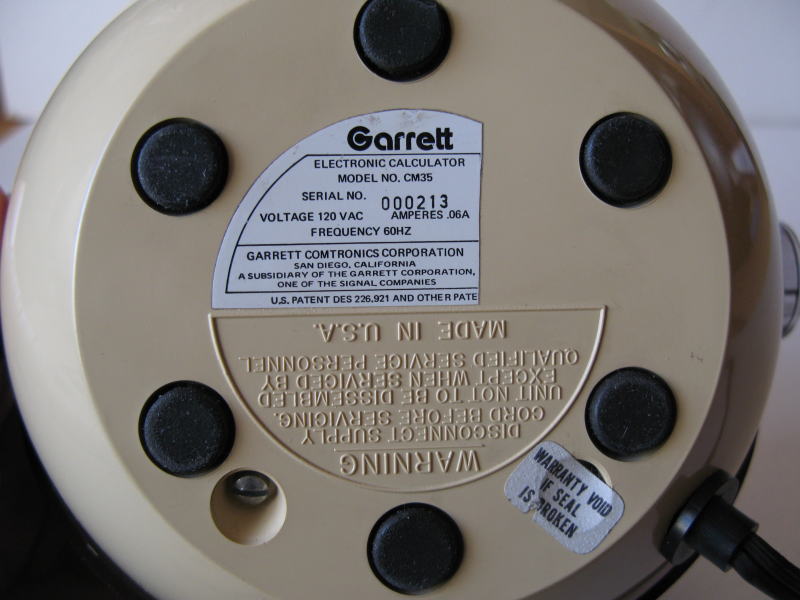 Garrett
ELECTRONIC CALCULATOR
MODEL NO. CM35
SERIAL NO. 000213
VOLTAGE 120 VAC AMPERES .06A
FREQUENCY 60HZ
GARRETT COMTRONICS CORPORATION
SAN DIEGO, CALIFORNIA
A SUBSIDIARY OF THE GARRETT CORPORATION,
ONE OF THE SIGNAL COMPANIES
U.S. PATENT DES 226,921 AND OTHER PATE
WARNING
DISCONNECT SUPPLY
CORD BEFORE SERVICING.
UNIT NOT TO BE DISSEMBLED
EXCEPT WHEN SERVICED BY
QUALIFIED SERVICE PERSONNEL
MADE IN U.S.A.
WARRANTY VOID
IF SEAL
IS BROKEN